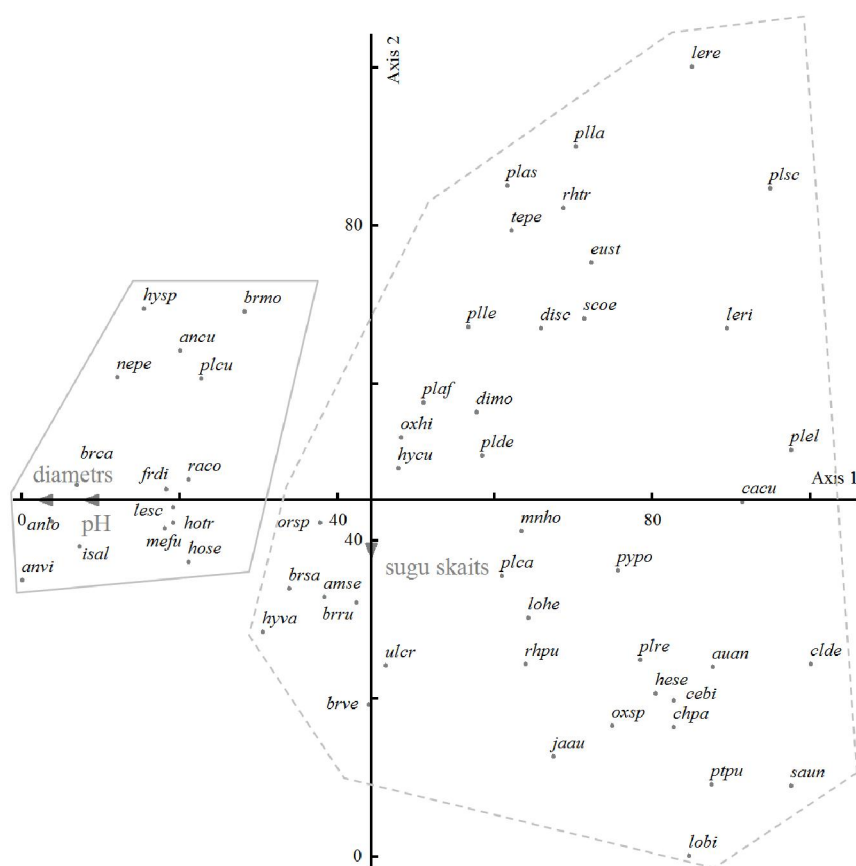 Axis 2
lere
plla
plas
plsc
rhtr
tepe
80
eust
hysp
brmo
plle
disc
scoe
leri
ancu
nepe
plcu
plaf
dimo
oxhi
plde
plel
hycu
brca
diametrs
frdi
raco
Axis 1
cacu
0
40
80
anto
pH
lesc
hotr
orsp
mnho
mefu
40
isal
hose
sugu skaits
plca
pypo
anvi
brsa
amse
brru
lohe
hyva
ulcr
rhpu
plre
auan
clde
hese
cebi
brve
oxsp
chpa
jaau
ptpu
saun
lobi
0